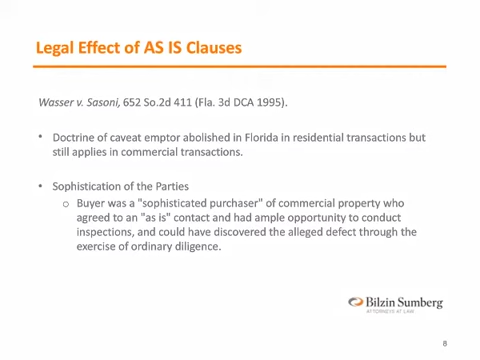 Legal Effect of AS IS Clauses
Wasser v. Sasoni, 652 So.2d 411 (Fla. 3d DCA 1995).
• Doctrine of caveat emptor abolished in Florida in residential transactions but
still applies in commercial transactions.
• Sophistication of the Parties
o Buyer was a "sophisticated purchaser" of commercial property who
agreed to an "as is" contact and had ample opportunity to conduct
inspections, and could have discovered the alleged defect through the
exercise of ordinary diligence.
Bilzin Sumberg
ATTORNEYS AT LAW
8